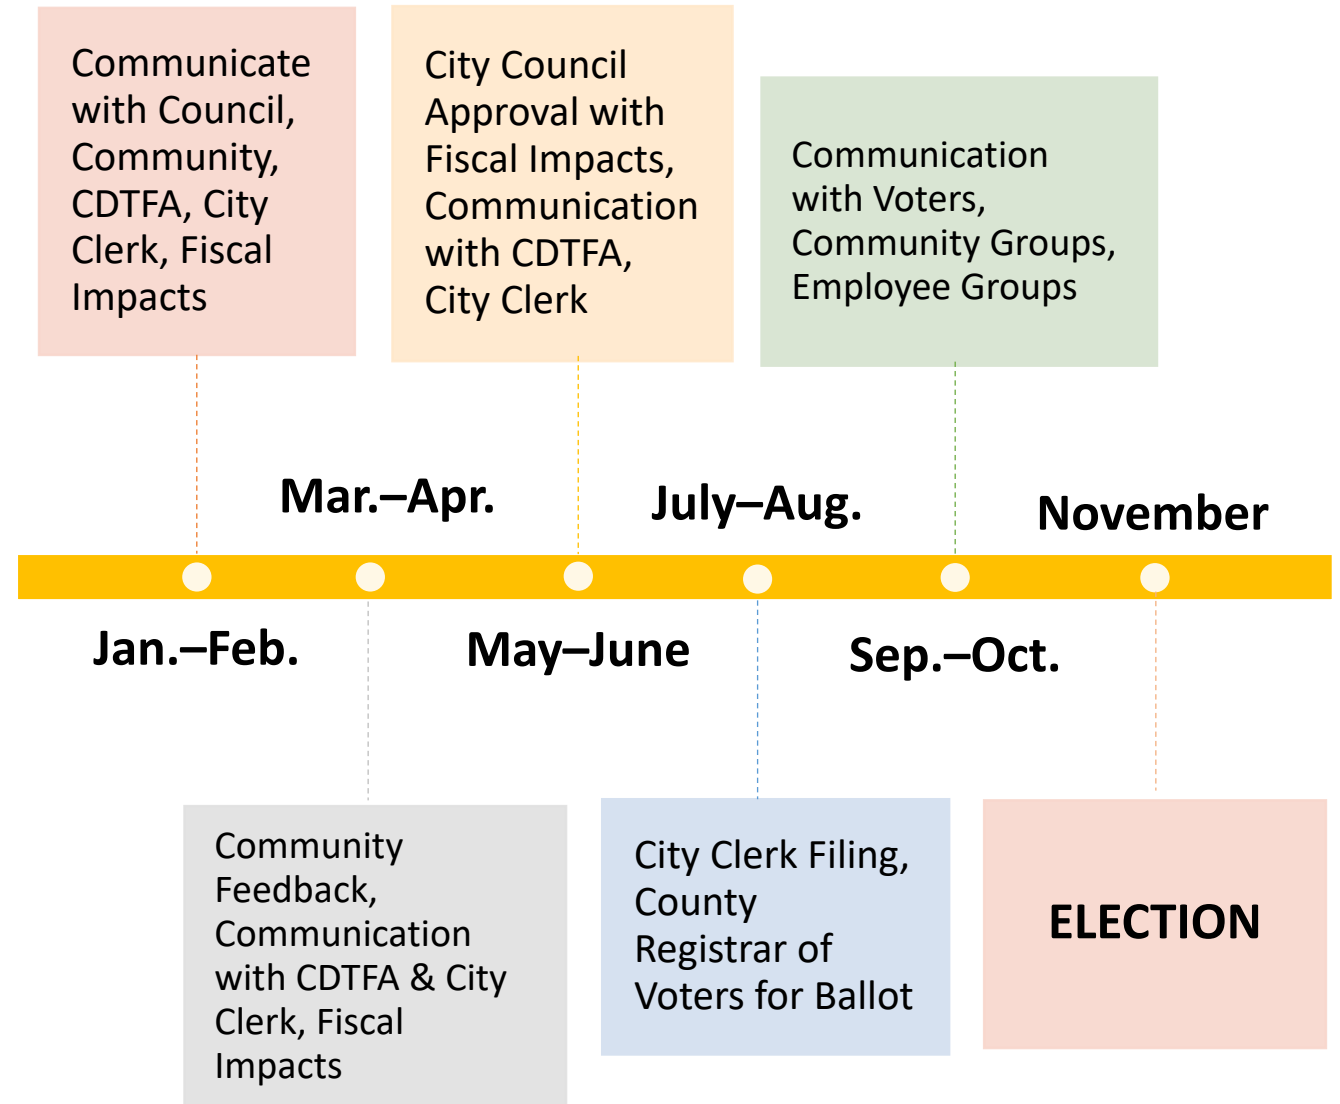 Communicate
with Council,
Community,
CDTFA, City
Clerk, Fiscal
Impacts
City Council
Approval with
Fiscal Impacts,
Communication
with CDTFA,
City Clerk
Communication
with Voters,
Community Groups,
Employee Groups
Mar.–Apr.
July–Aug.
November
Jan.–Feb.
May–June
Sep.–Oct.
Community
Feedback,
Communication
with CDTFA & City
Clerk, Fiscal
Impacts
City Clerk Filing,
County
Registrar of
Voters for Ballot
ELECTION